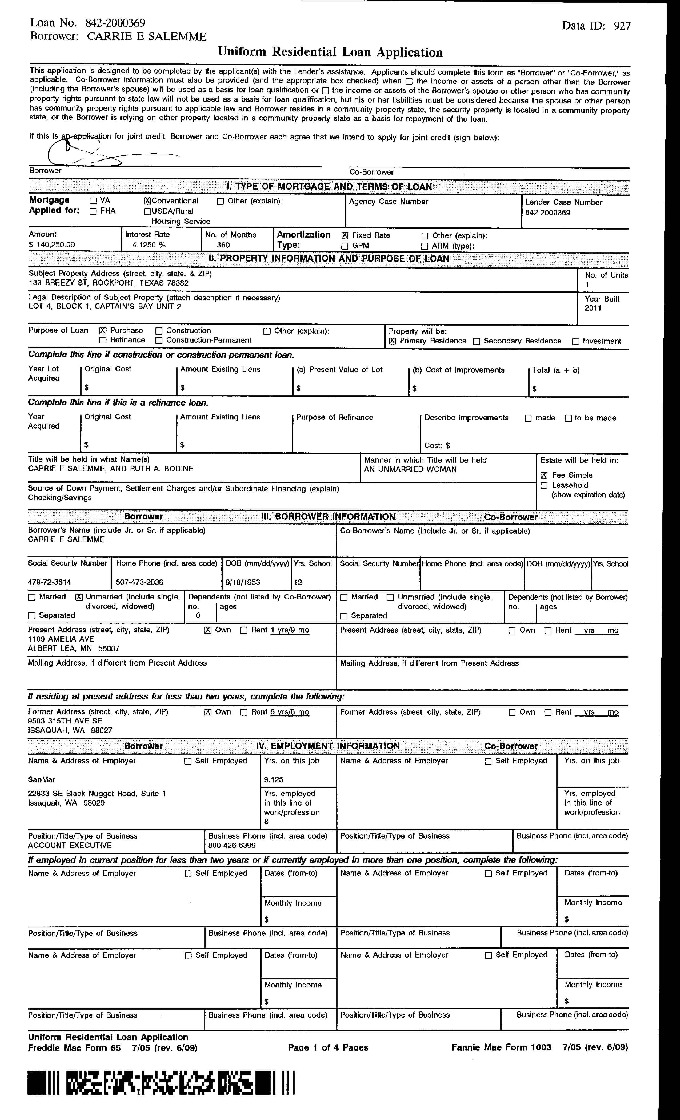 Loan No. 842-2000369
Data ID: 927
Borrower: CARRIE E SALEMME
Uniform Residential Loan Application
This application is designed to be completed by the applicant(s) with the Lender's assistance. Applicants should complete this form as "Borrower" or "Co-Borrower," as
applicable. Co-Borrower information must also be provided (and the appropriate box checked) when ☐ the income or assets of a person other than the Borrower
(including the Borrower's spouse) will be used as a basis for loan qualification or ☐ the income or assets of the Borrower's spouse or other person who has community
property rights pursuant to state law will not be used as a basis for loan qualification, but his or her liabilities must be considered because the spouse or other person
has community property rights pursuant to applicable law and Borrower resides in a community property state, the security property is located in a community property
state, or the Borrower is relying on other property located in a community property state as a basis for repayment of the loan.
If this is an application for joint credit, Borrower and Co-Borrower each agree that we intend to apply for joint credit (sign below):
Borrower Co-Borrower
I. TYPE OF MORTGAGE AND TERMS OF LOAN
Mortgage Applied for: ☐ VA ☒ Conventional ☐ Other (explain): ☐ FHA ☐ USDA/Rural Housing Service
Agency Case Number
Lender Case Number
842-2000369
Amount Interest Rate No. of Months Amortization Type: ☒ Fixed Rate ☐ Other (explain):
$ 140,250.00 4.1250 % 360 ☐ GPM ☐ ARM (type):
II. PROPERTY INFORMATION AND PURPOSE OF LOAN
Subject Property Address (street, city, state, & ZIP) No. of Units
BREEZY ST, ROCKPORT, TEXAS 78382 1
Legal Description of Subject Property (attach description if necessary) Year Built
LOT 4, BLOCK 1, CAPTAIN'S BAY UNIT 2 2011
Purpose of Loan ☒ Purchase ☐ Construction ☐ Other (explain): Property will be:
☐ Refinance ☐ Construction-Permanent ☒ Primary Residence ☐ Secondary Residence ☐ Investment
Complete this line if construction or construction permanent loan.
Year Lot Acquired Original Cost Amount Existing Liens (a) Present Value of Lot (b) Cost of Improvements Total (a + b)
$ $ $ $ $
Complete this line if this is a refinance loan.
Year Acquired Original Cost Amount Existing Liens Purpose of Refinance Describe Improvements ☐ made ☐ to be made
$ $ Cost: $
Title will be held in what Name(s) Manner in which Title will be held Estate will be held in:
CARRIE E SALEMME AND RUTH A. BODINE AN UNMARRIED WOMAN ☒ Fee Simple
☐ Leasehold
(show expiration date)
Source of Down Payment, Settlement Charges and/or Subordinate Financing (explain)
Checking/Savings
Borrower III. BORROWER INFORMATION Co-Borrower
Borrower's Name (include Jr. or Sr. if applicable) Co-Borrower's Name (include Jr. or Sr. if applicable)
CARRIE E SALEMME
Social Security Number Home Phone (incl. area code) DOB (mm/dd/yyyy) Yrs. School Social Security Number Home Phone (incl. area code) DOB (mm/dd/yyyy) Yrs. School
☐ Married ☒ Unmarried (include single, divorced, widowed) Dependents (not listed by Co-Borrower) ☐ Married ☐ Unmarried (include single, divorced, widowed) Dependents (not listed by Borrower)
☐ Separated no. 0 ages ☐ Separated no. ages
Present Address (street, city, state, ZIP) ☒ Own ☐ Rent Present Address (street, city, state, ZIP) ☐ Own ☐ Rent yrs mo
1109 AMELIA AVE
ALBERT LEA, MN 56007
Mailing Address, if different from Present Address Mailing Address, if different from Present Address
If residing at present address for less than two years, complete the following:
Former Address (street, city, state, ZIP) ☒ Own ☐ Rent Former Address (street, city, state, ZIP) ☐ Own ☐ Rent yrs mo
315TH AVE SE
ISSAQUAH, WA 98027
Borrower IV. EMPLOYMENT INFORMATION Co-Borrower
Name & Address of Employer ☐ Self Employed Yrs. on this job Name & Address of Employer ☐ Self Employed Yrs. on this job
SanMar 9.125
22833 SE Black Nugget Road, Suite 1
Issaquah, WA 98029
Yrs. employed in this line of work/profession Yrs. employed in this line of work/profession
Position/Title/Type of Business Business Phone (incl. area code) Position/Title/Type of Business Business Phone (incl. area code)
ACCOUNT EXECUTIVE
If employed in current position for less than two years or if currently employed in more than one position, complete the following:
Name & Address of Employer ☐ Self Employed Dates (from-to) Name & Address of Employer ☐ Self Employed Dates (from-to)
Monthly Income Monthly Income
$ $
Position/Title/Type of Business Business Phone (incl. area code) Position/Title/Type of Business Business Phone (incl. area code)
Name & Address of Employer ☐ Self Employed Dates (from-to) Name & Address of Employer ☐ Self Employed Dates (from-to)
Monthly Income Monthly Income
$ $
Position/Title/Type of Business Business Phone (incl. area code) Position/Title/Type of Business Business Phone (incl. area code)
Uniform Residential Loan Application
Freddie Mac Form 65 7/05 (rev. 6/09) Page 1 of 4 Pages Fannie Mae Form 1003 7/05 (rev. 6/09)